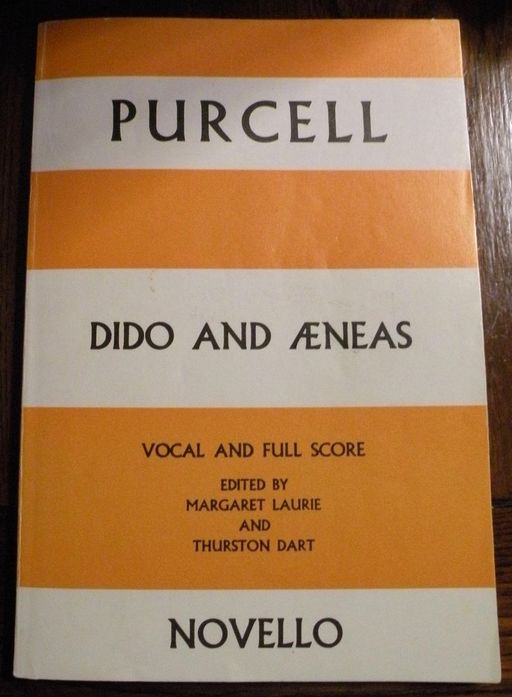 PURCELL
DIDO AND ÆNEAS
VOCAL AND FULL SCORE
EDITED BY
MARGARET LAURIE
AND
THURSTON DART
NOVELLO